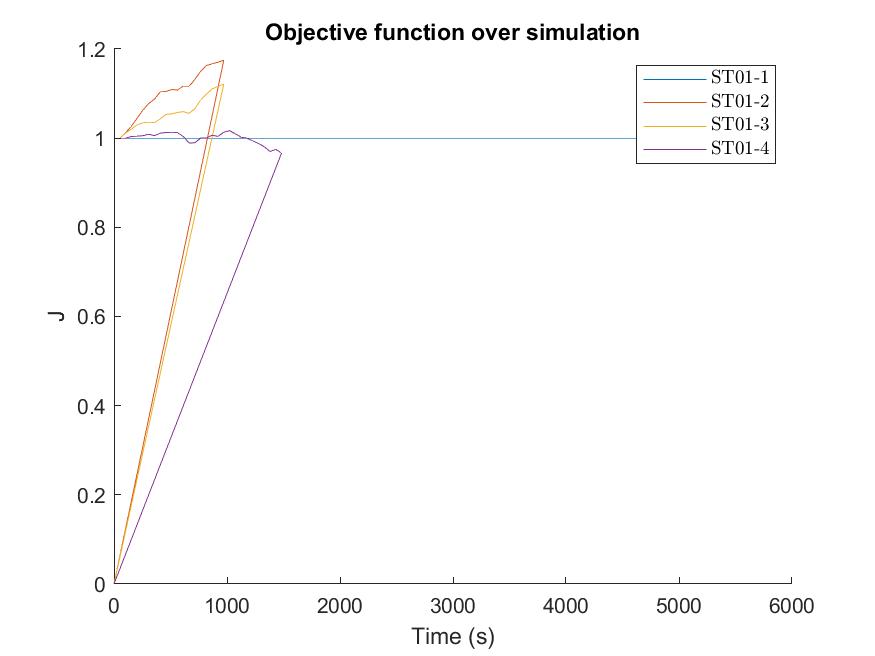 Objective function over simulation
1.2
1
0.8
0.6
0.4
0.2
0
J
ST01-1
ST01-2
ST01-3
ST01-4
0 1000 2000 3000 4000 5000 6000
Time (s)